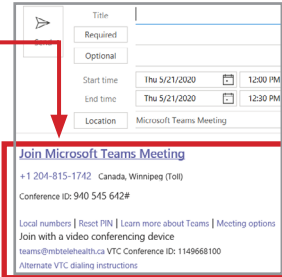 Title
Send
Required
Optional
Start time Thu 5/21/2020 12:00 PM
End time Thu 5/21/2020 12:30 PM
Location Microsoft Teams Meeting
Join Microsoft Teams Meeting
+1 204-815-1742 Canada, Winnipeg (Toll)
Conference ID: 940 545 642#
Local numbers | Reset PIN | Learn more about Teams | Meeting options
Join with a video conferencing device
teams@mbtelehealth.ca VTC Conference ID: 1149668100
Alternate VTC dialing instructions